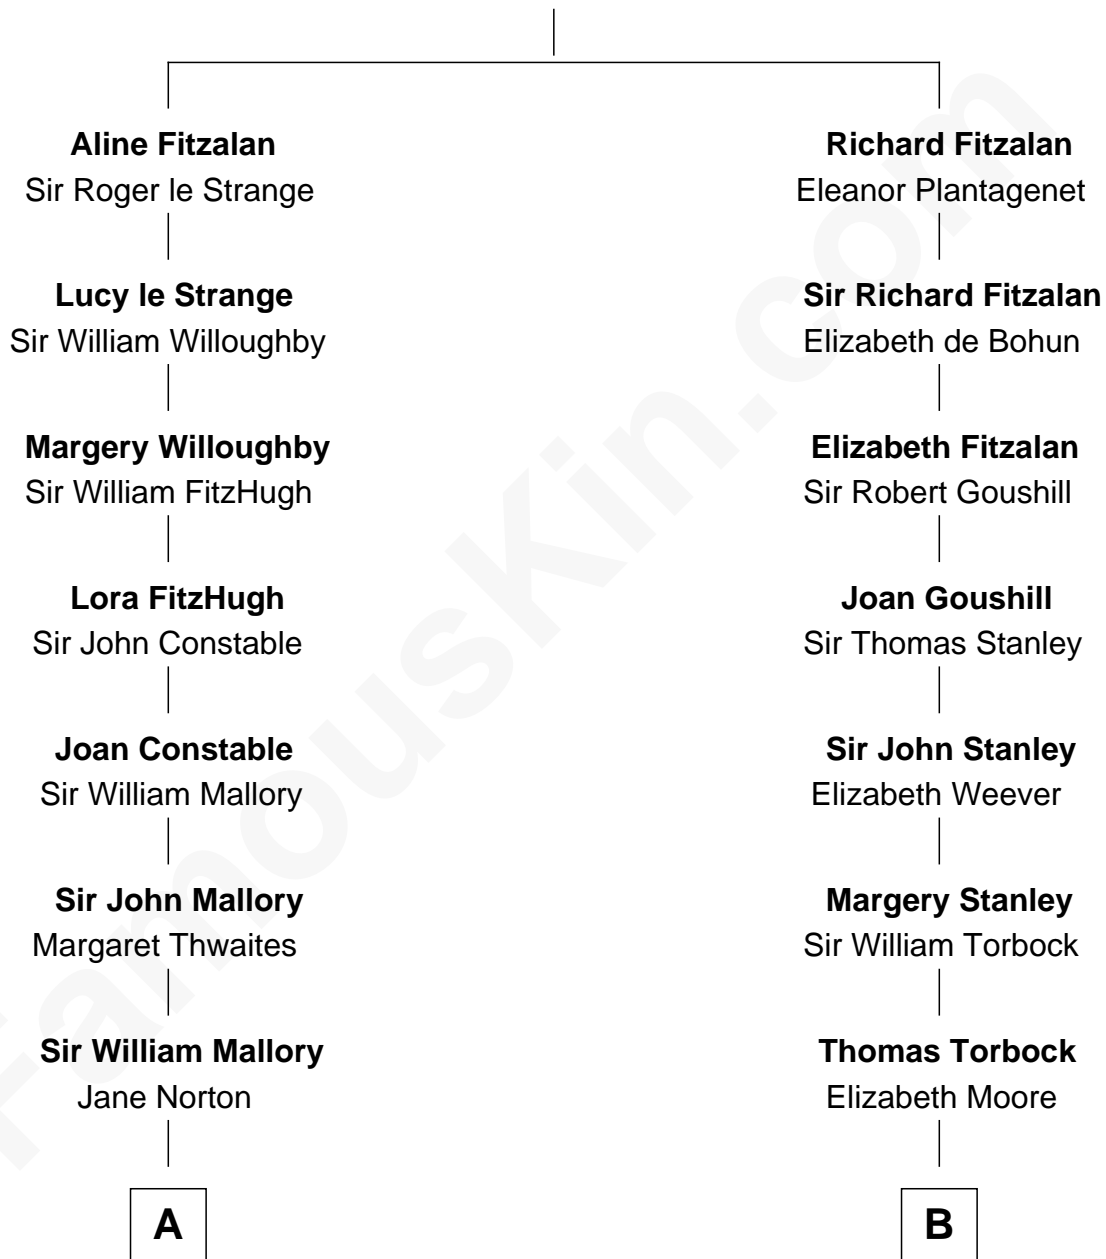 Aline Fitzalan
Sir Roger le Strange
Lucy le Strange
Sir William Willoughby
Margery Willoughby
Sir William FitzHugh
Lora FitzHugh
Sir John Constable
Joan Constable
Sir William Mallory
Sir John Mallory
Margaret Thwaites
Sir William Mallory
Jane Norton
A
Richard Fitzalan
Eleanor Plantagenet
Sir Richard Fitzalan
Elizabeth de Bohun
Elizabeth Fitzalan
Sir Robert Goushill
Joan Goushill
Sir Thomas Stanley
Sir John Stanley
Elizabeth Weever
Margery Stanley
Sir William Torbock
Thomas Torbock
Elizabeth Moore
B
FamousKin.com